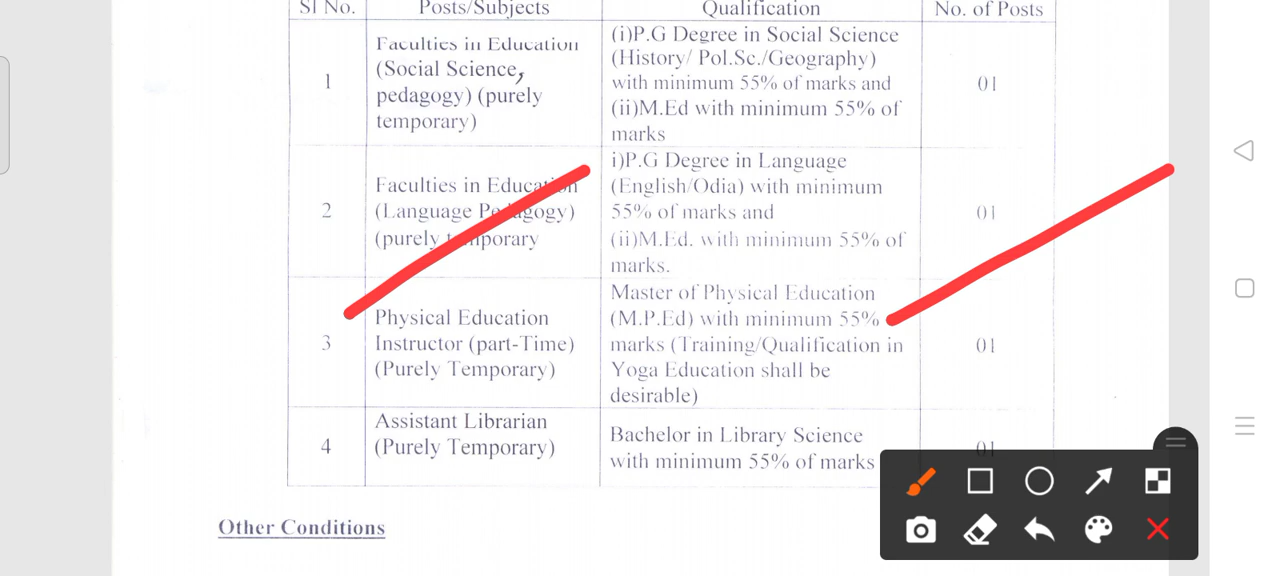 Sl No.
Posts/Subjects
Qualification
No. of Posts
1
Faculties in Education
(Social Science,
pedagogy) (purely
temporary)
(i)P.G Degree in Social Science
(History/ Pol.Sc./Geography)
with minimum 55% of marks and
(ii)M.Ed with minimum 55% of
marks
01
2
Faculties in Education
(Language Pedagogy)
(purely temporary
i)P.G Degree in Language
(English/Odia) with minimum
55% of marks and
(ii)M.Ed. with minimum 55% of
marks.
01
3
Physical Education
Instructor (part-Time)
(Purely Temporary)
Master of Physical Education
(M.P.Ed) with minimum 55%
marks (Training/Qualification in
Yoga Education shall be
desirable)
01
4
Assistant Librarian
(Purely Temporary)
Bachelor in Library Science
with minimum 55% of marks
01
Other Conditions